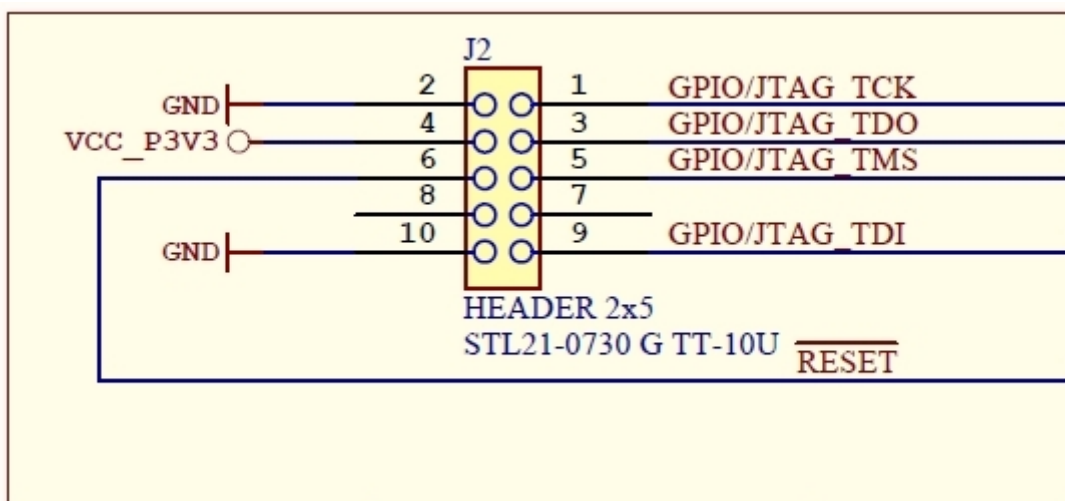 J2
GND 2 1 GPIO/JTAG_TCK
VCC_P3V3 4 3 GPIO/JTAG_TDO
6 5 GPIO/JTAG_TMS
8 7
GND 10 9 GPIO/JTAG_TDI
HEADER 2x5
STL21-0730 G TT-10U
RESET